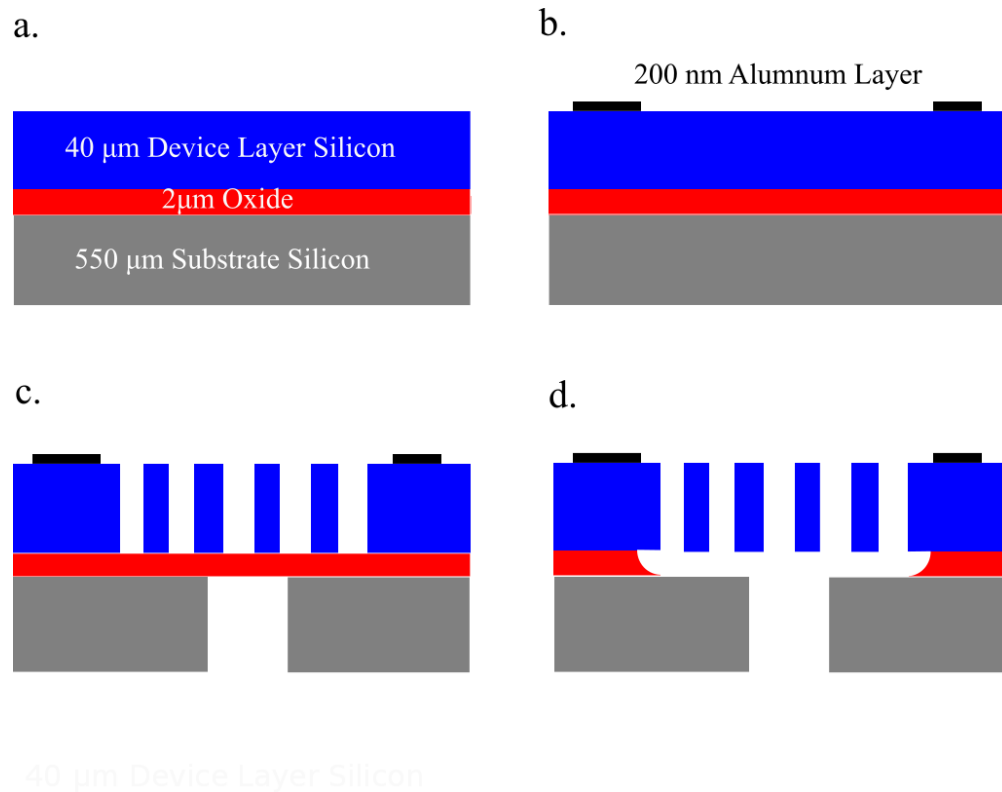 a.
b.
200 nm Alumnum Layer
40 μm Device Layer Silicon
2μm Oxide
550 μm Substrate Silicon
c.
d.
40 μm Device Layer Silicon